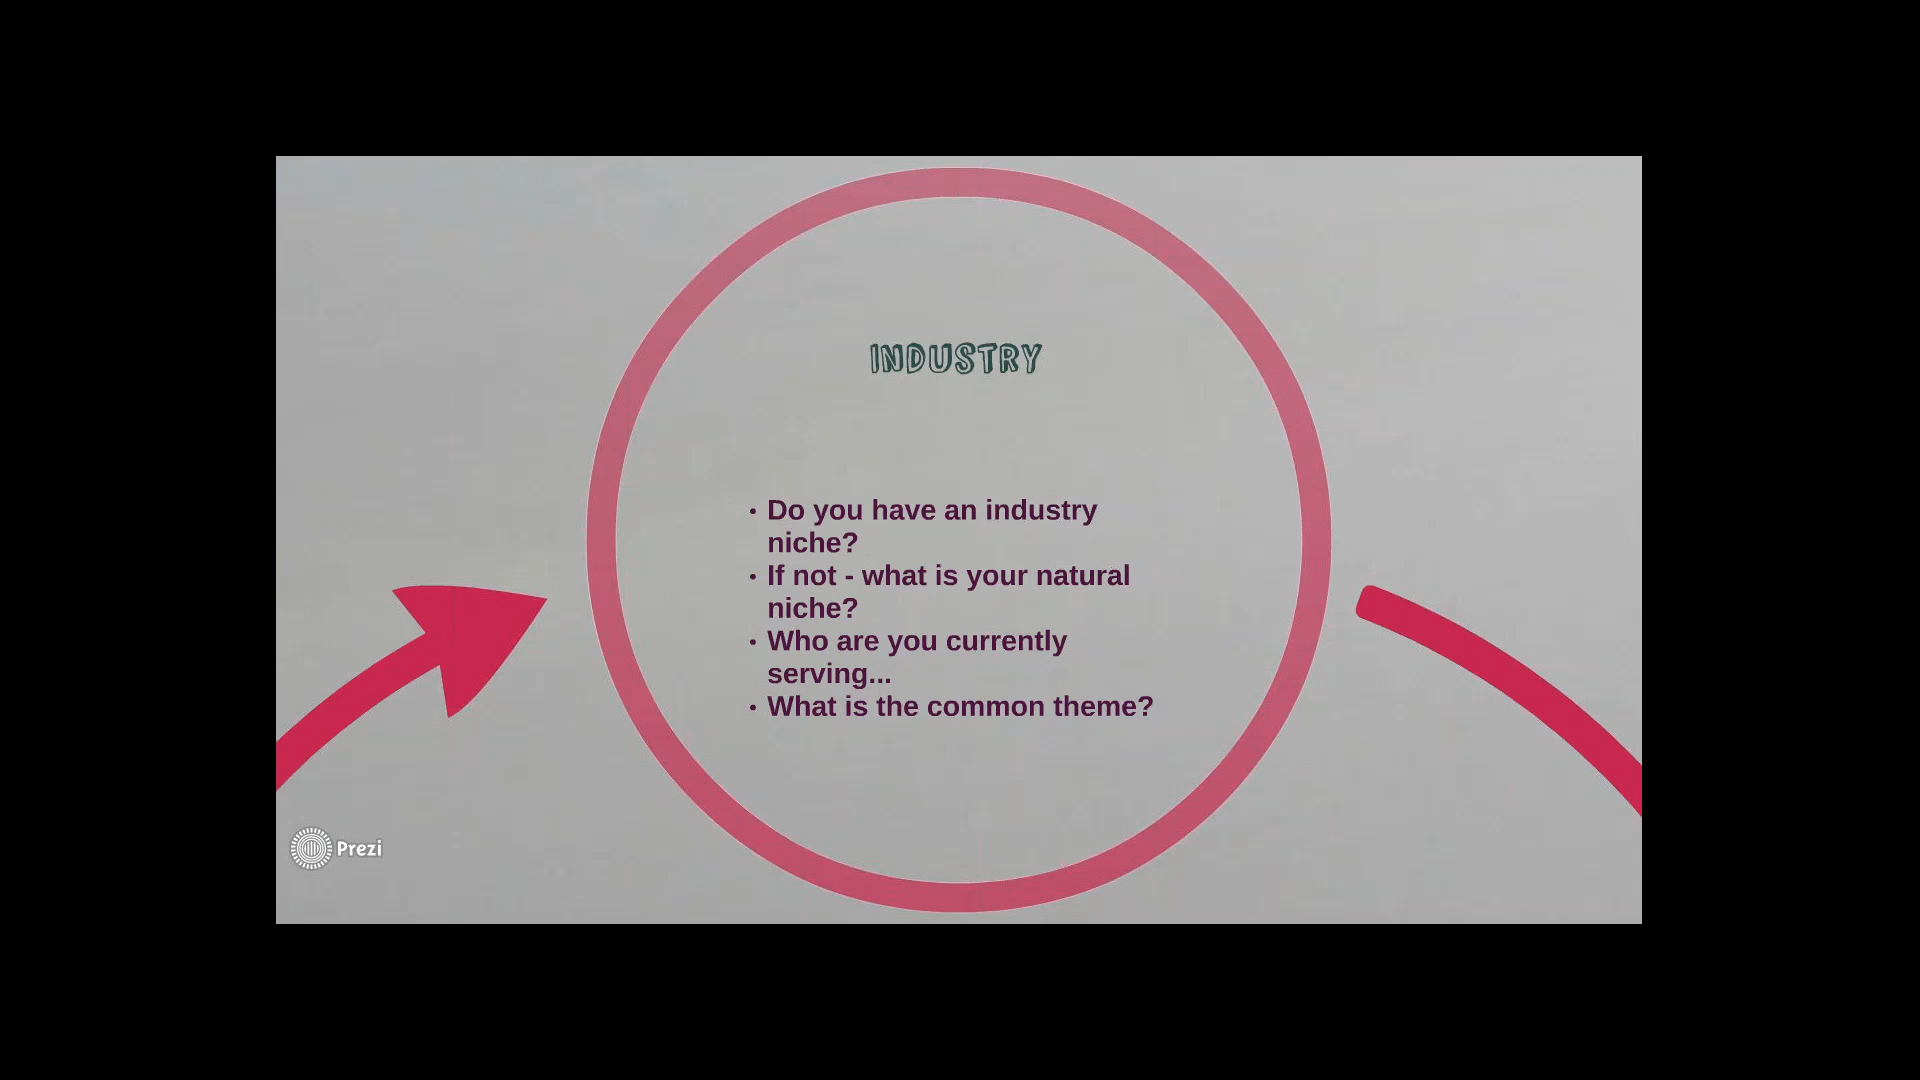 INDUSTRY
• Do you have an industry
niche?
• If not - what is your natural
niche?
• Who are you currently
serving...
• What is the common theme?
Prezi